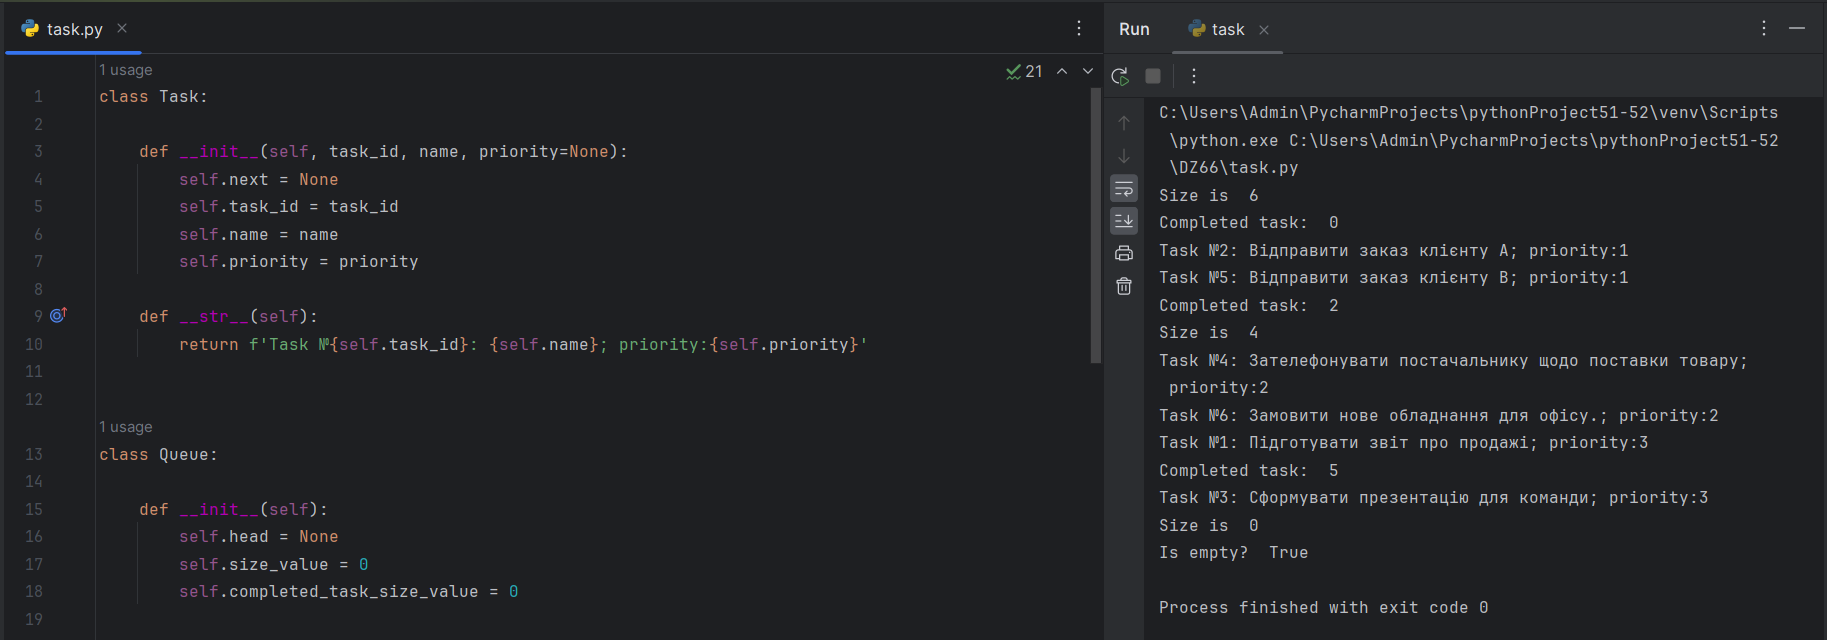 task.py
1 usage
21
1 class Task:
2
3 def __init__(self, task_id, name, priority=None):
4 self.next = None
5 self.task_id = task_id
6 self.name = name
7 self.priority = priority
8
9 def __str__(self):
10 return f'Task №{self.task_id}: {self.name}; priority:{self.priority}'
11
12
1 usage
13 class Queue:
14
15 def __init__(self):
16 self.head = None
17 self.size_value = 0
18 self.completed_task_size_value = 0
19
Run task
C:\Users\Admin\PycharmProjects\pythonProject51-52\venv\Scripts
\python.exe C:\Users\Admin\PycharmProjects\pythonProject51-52
\DZ66\task.py
Size is  6
Completed task:  0
Task №2: Відправити заказ клієнту A; priority:1
Task №5: Відправити заказ клієнту B; priority:1
Completed task:  2
Size is  4
Task №4: Зателефонувати постачальнику щодо поставки товару;
priority:2
Task №6: Замовити нове обладнання для офісу.; priority:2
Task №1: Підготувати звіт про продажі; priority:3
Completed task:  5
Task №3: Сформувати презентацію для команди; priority:3
Size is  0
Is empty?  True
Process finished with exit code 0